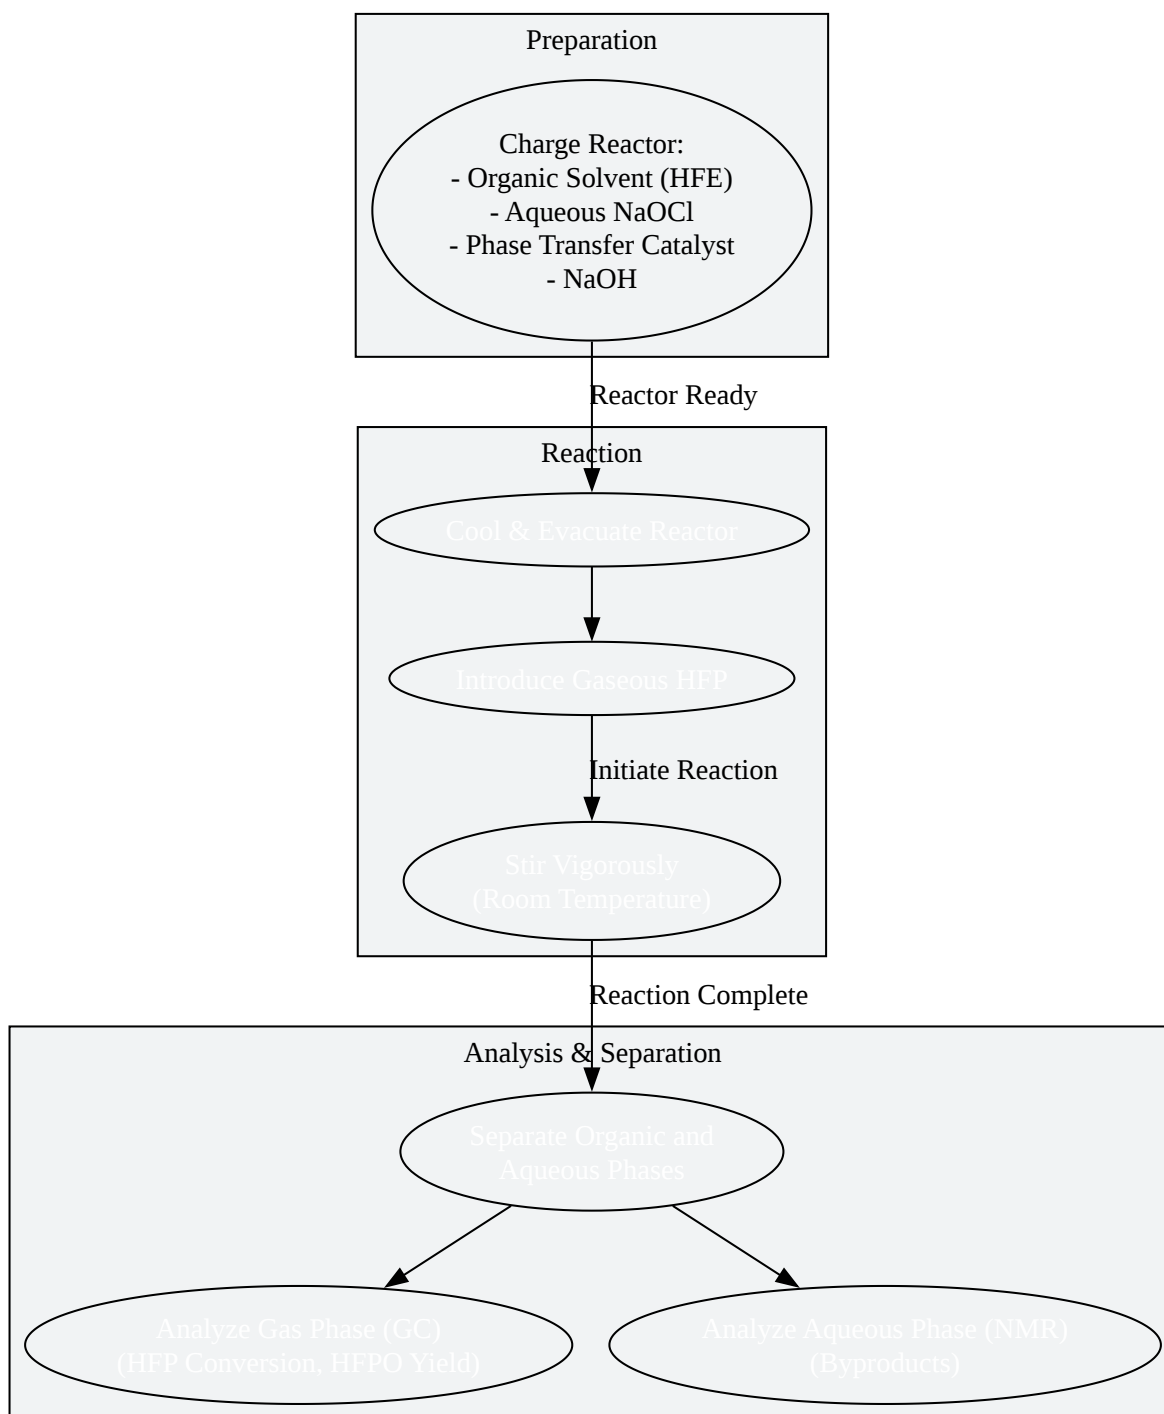 Preparation
Charge Reactor:
- Organic Solvent (HFE)
- Aqueous NaOCl
- Phase Transfer Catalyst
- NaOH
Reactor Ready
Reaction
Cool & Evacuate Reactor
Introduce Gaseous HFP
Initiate Reaction
Stir Vigorously
(Room Temperature)
Reaction Complete
Analysis & Separation
Separate Organic and
Aqueous Phases
Analyze Gas Phase (GC)
(HFP Conversion, HFPO Yield)
Analyze Aqueous Phase (NMR)
(Byproducts)